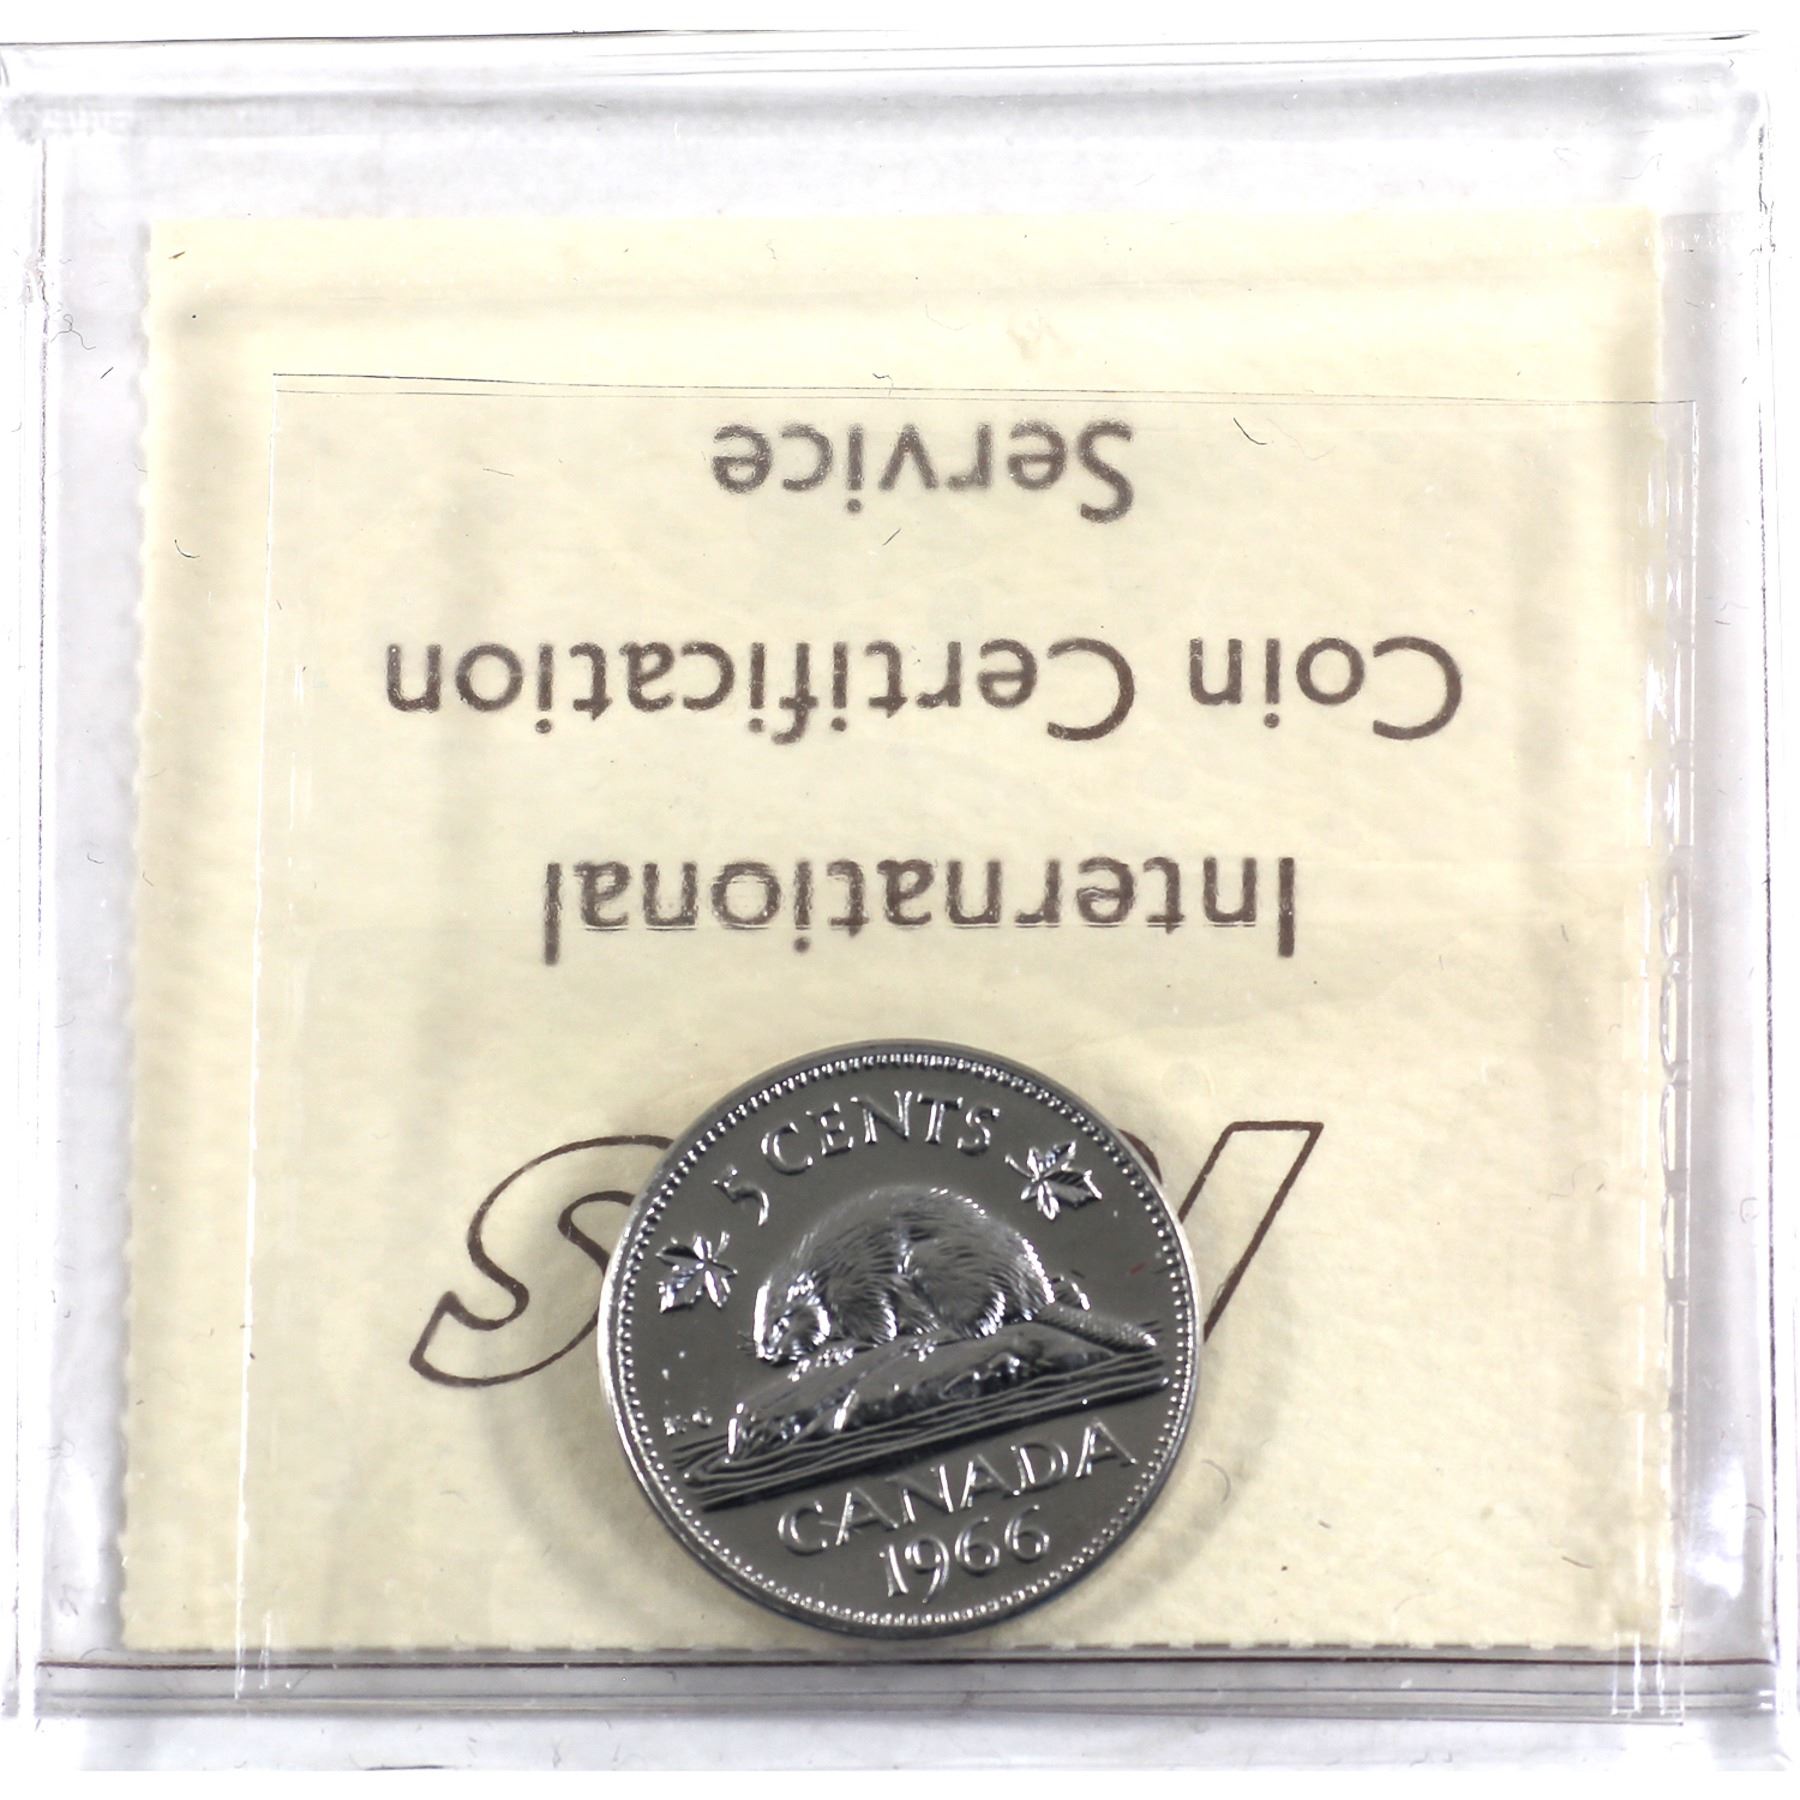 International
Coin Certification
Service
5 CENTS
CANADA
1966